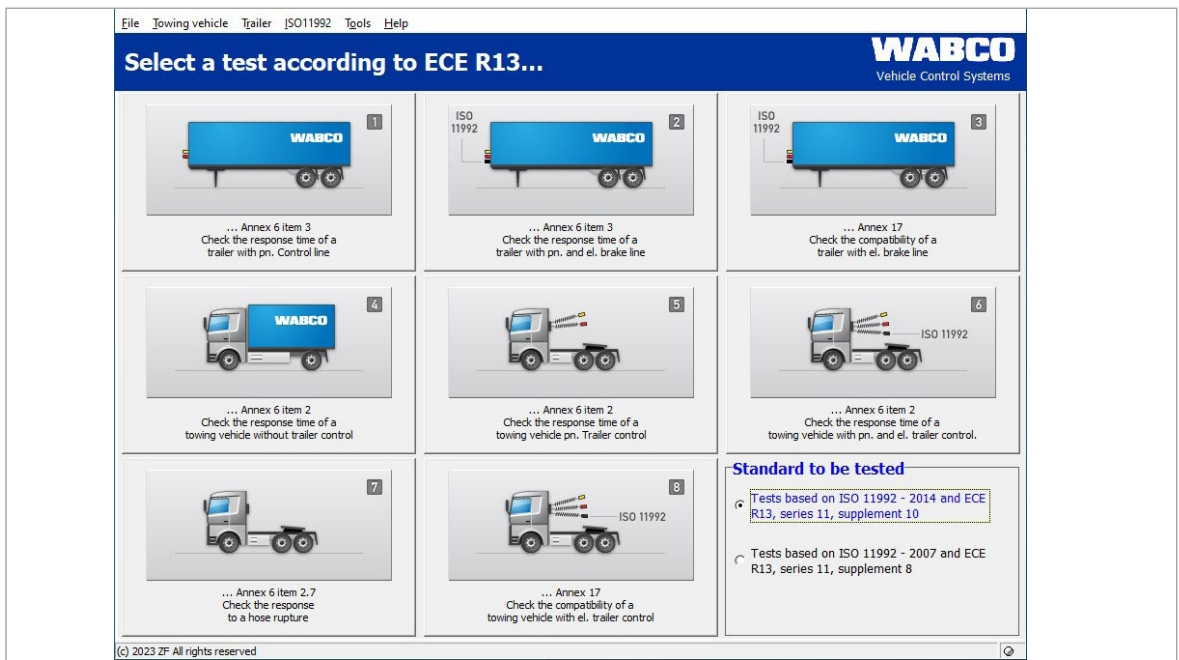 File Towing vehicle Trailer ISO11992 Tools Help
Select a test according to ECE R13...
WABCO
Vehicle Control Systems
1
WABCO
... Annex 6 item 3
Check the response time of a
trailer with pn. Control line
ISO
11992
2
WABCO
... Annex 6 item 3
Check the response time of a
trailer with pn. and el. brake line
ISO
11992
3
WABCO
... Annex 17
Check the compatibility of a
trailer with el. brake line
4
WABCO
... Annex 6 item 2
Check the response time of a
towing vehicle without trailer control
5
... Annex 6 item 2
Check the response time of a
towing vehicle pn. Trailer control
6
ISO 11992
... Annex 6 item 2
Check the response time of a
towing vehicle with pn. and el. trailer control.
7
... Annex 6 item 2.7
Check the response
to a hose rupture
8
ISO 11992
... Annex 17
Check the compatibility of a
towing vehicle with el. trailer control
Standard to be tested
Tests based on ISO 11992 - 2014 and ECE
R13, series 11, supplement 10
Tests based on ISO 11992 - 2007 and ECE
R13, series 11, supplement 8
(c) 2023 ZF All rights reserved